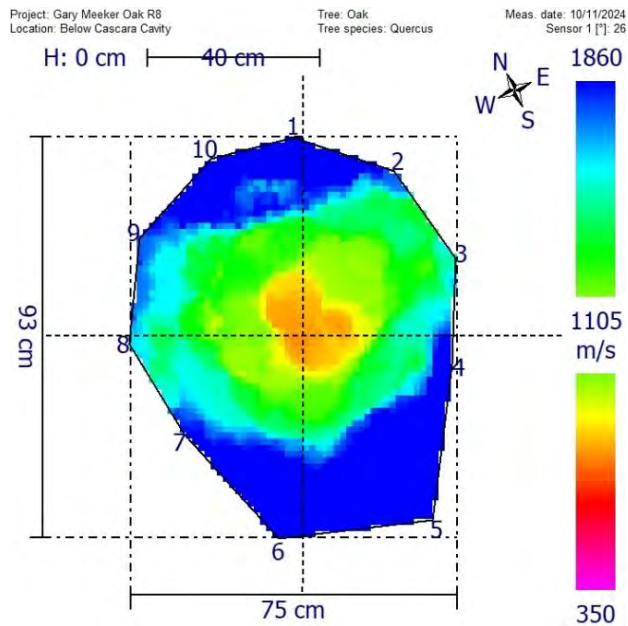 Project: Gary Meeker Oak R8 Tree: Oak Meas. date: 10/11/2024
Location: Below Cascara Cavity Tree species: Quercus Sensor 1 [°]: 26
H: 0 cm 40 cm 1860
N
E
W
S
1
10 2
9 3
93 cm
8
4
1105
m/s
7
5
6
75 cm
350